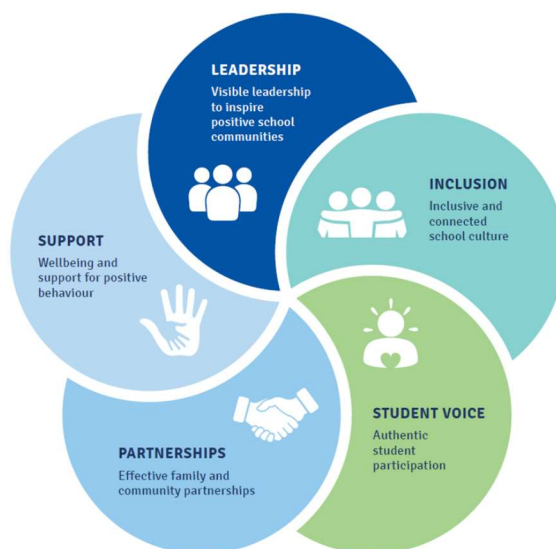 LEADERSHIP
Visible leadership
to inspire
positive school
communities
INCLUSION
Inclusive and
connected
school culture
STUDENT VOICE
Authentic
student
participation
PARTNERSHIPS
Effective family and
community partnerships
SUPPORT
Wellbeing and
support for positive
behaviour